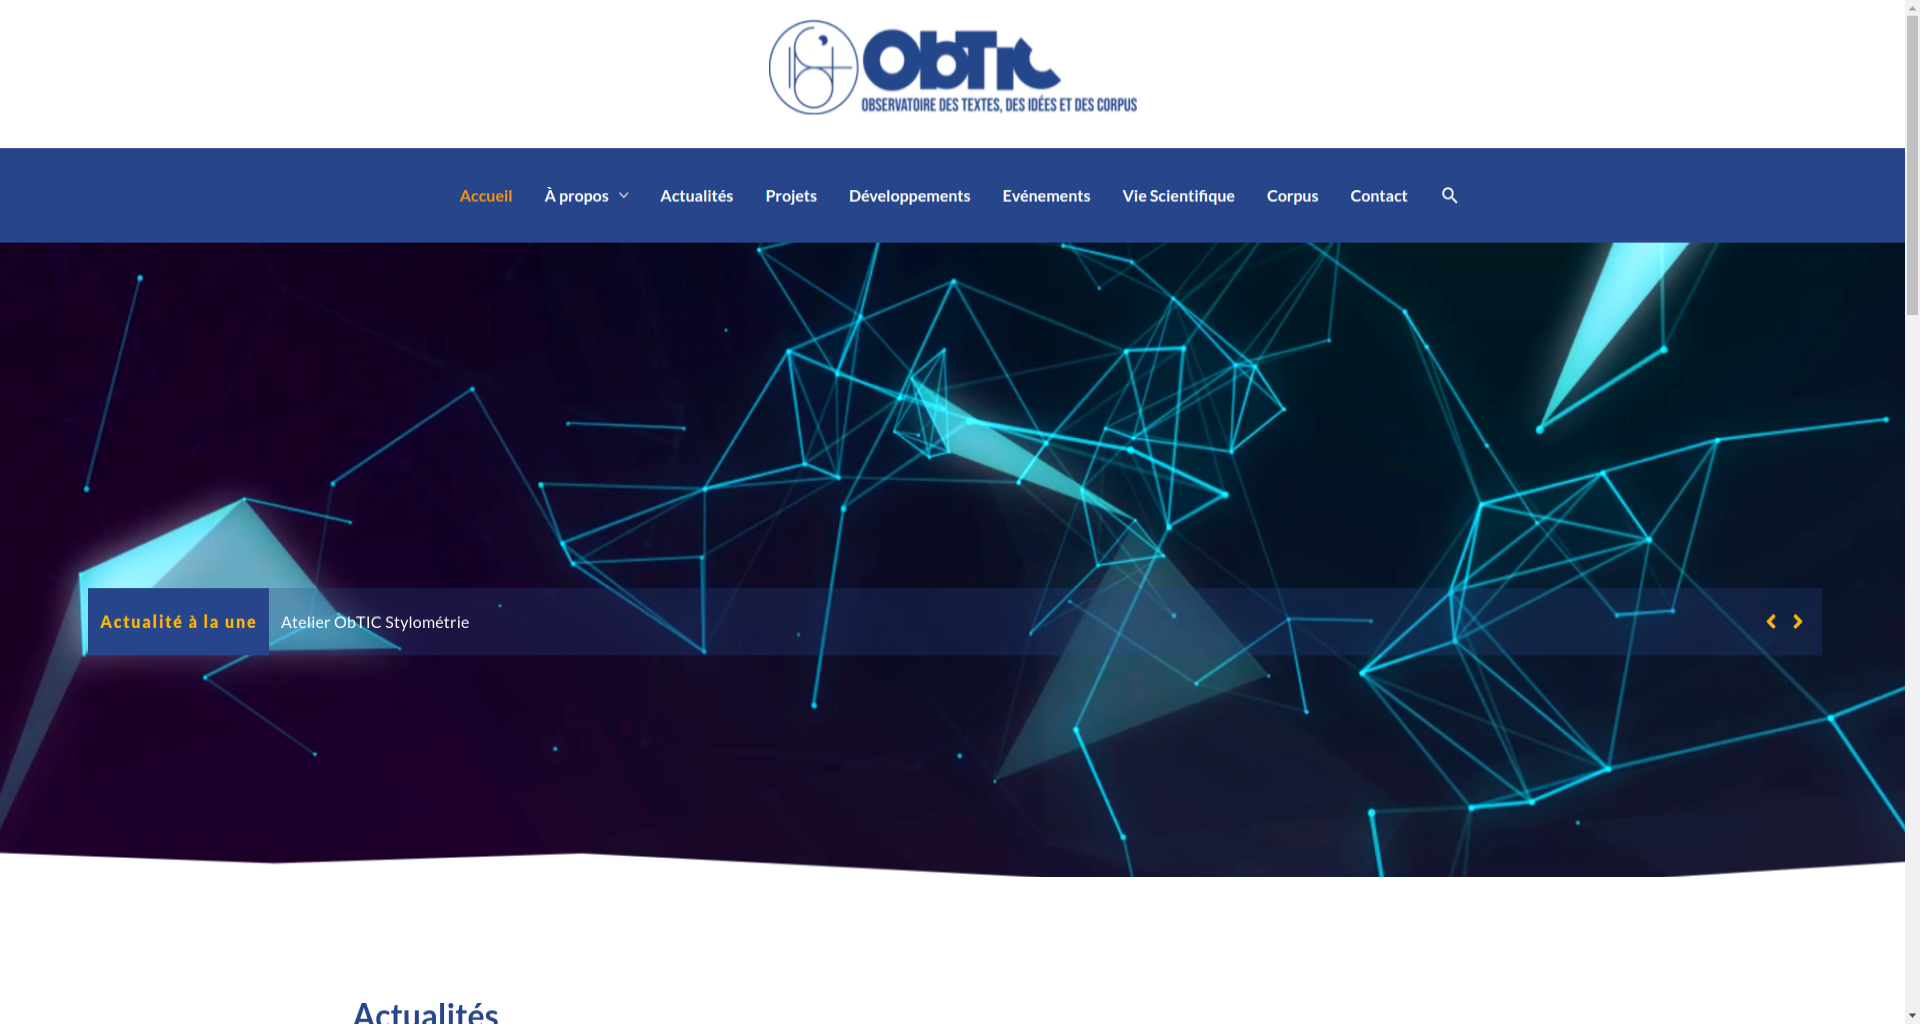 ObTIC
OBSERVATOIRE DES TEXTES, DES IDÉES ET DES CORPUS
Accueil À propos Actualités Projets Développements Evénements Vie Scientifique Corpus Contact
Actualité à la une Atelier ObTIC Stylométrie
Actualités